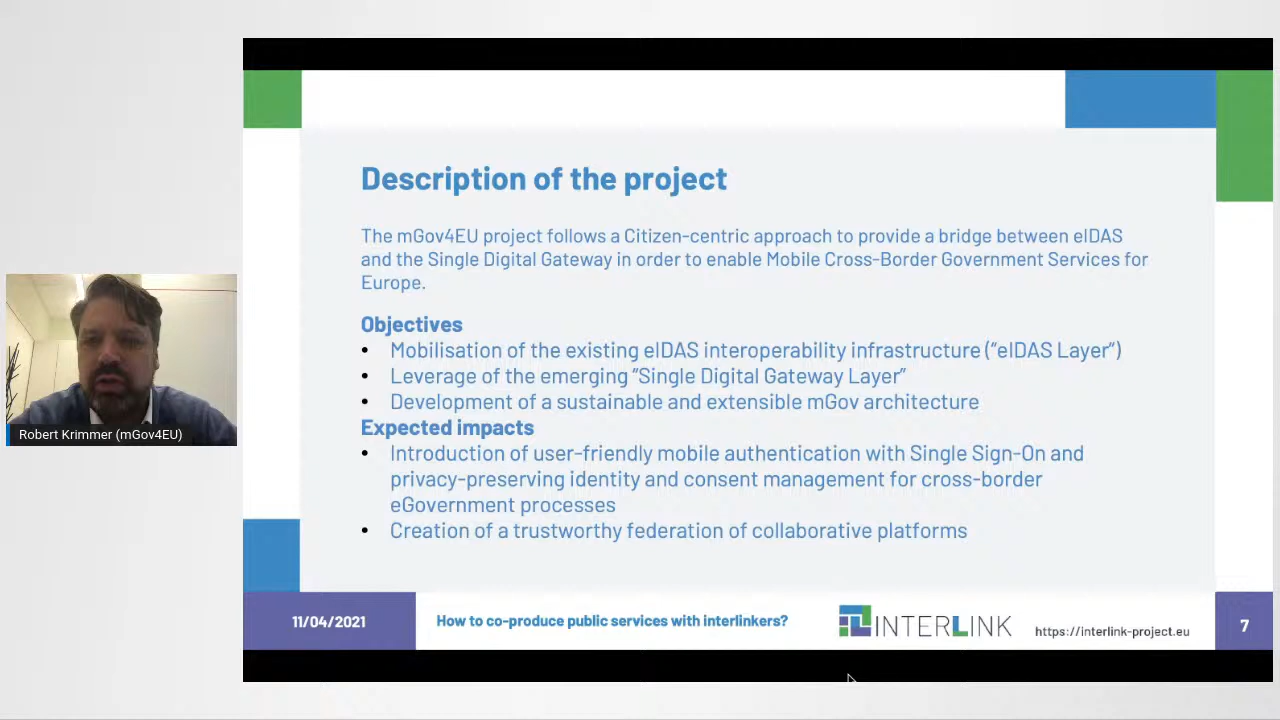 Description of the project
The mGov4EU project follows a Citizen-centric approach to provide a bridge between eIDAS
and the Single Digital Gateway in order to enable Mobile Cross-Border Government Services for
Europe.
Objectives
• Mobilisation of the existing eIDAS interoperability infrastructure (“eIDAS Layer”)
• Leverage of the emerging “Single Digital Gateway Layer”
• Development of a sustainable and extensible mGov architecture
Expected impacts
• Introduction of user-friendly mobile authentication with Single Sign-On and
privacy-preserving identity and consent management for cross-border
eGovernment processes
• Creation of a trustworthy federation of collaborative platforms
Robert Krimmer (mGov4EU)
11/04/2021
How to co-produce public services with interlinkers?
INTERLINK
https://interlink-project.eu
7